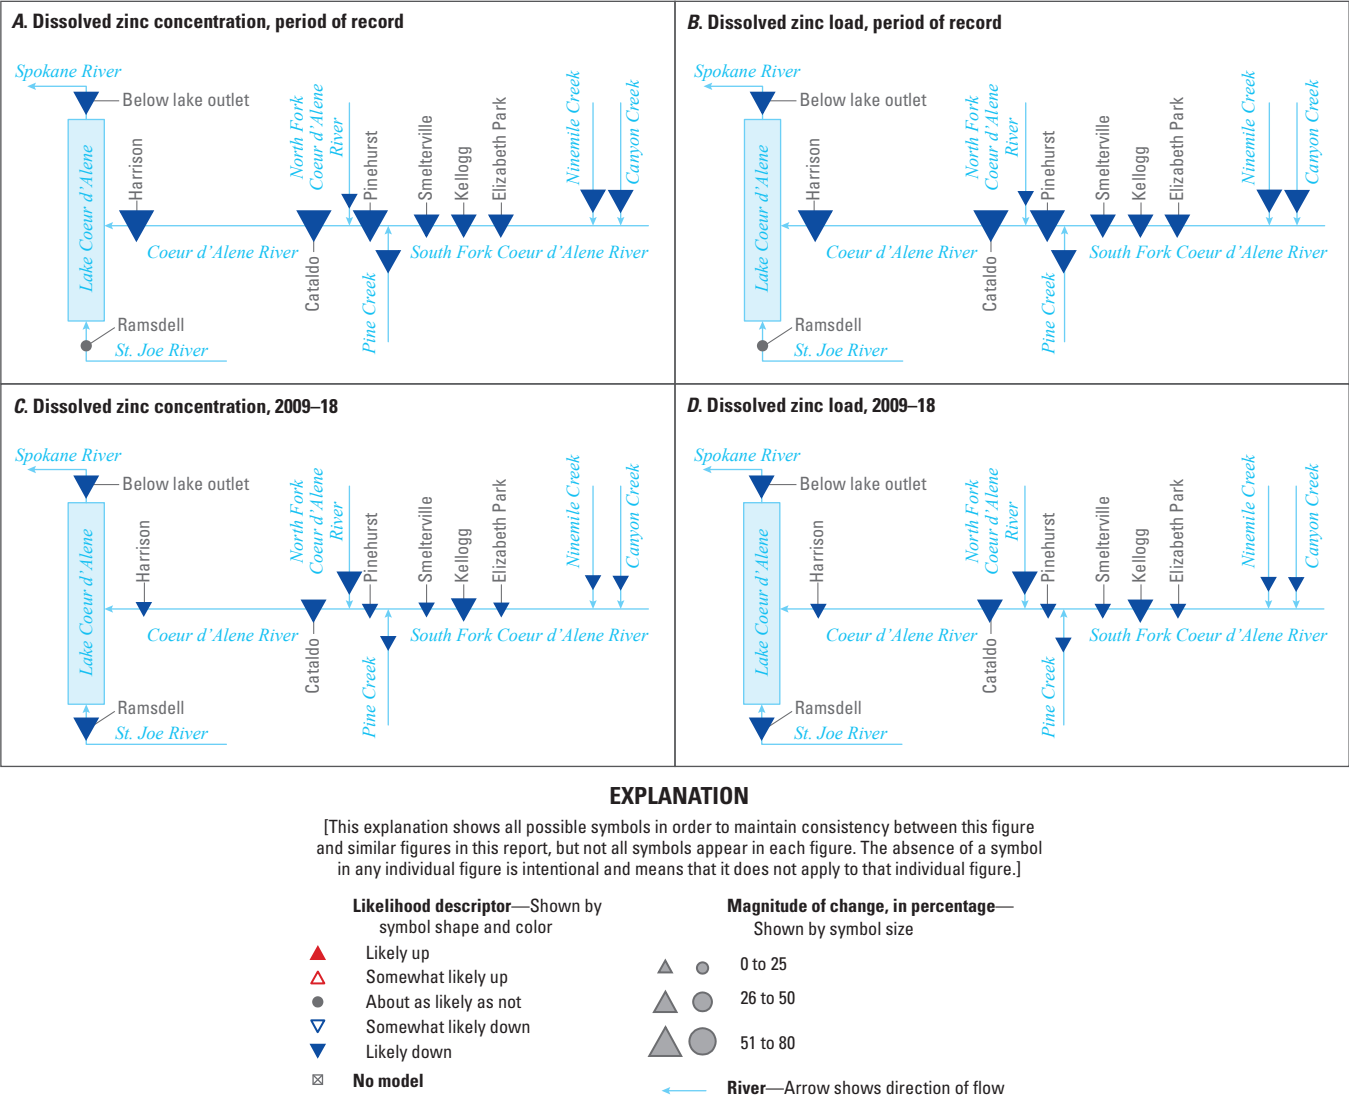 A. Dissolved zinc concentration, period of record
Spokane River
Below lake outlet
Lake Coeur d'Alene
Harrison
Coeur d'Alene River
North Fork
Coeur d'Alene
River
Cataldo
Pinehurst
Pine Creek
Smelterville
Kellogg
Elizabeth Park
South Fork Coeur d'Alene River
Ninemile Creek
Canyon Creek
Ramsdell
St. Joe River
B. Dissolved zinc load, period of record
Spokane River
Below lake outlet
Lake Coeur d'Alene
Harrison
Coeur d'Alene River
North Fork
Coeur d'Alene
River
Cataldo
Pinehurst
Pine Creek
Smelterville
Kellogg
Elizabeth Park
South Fork Coeur d'Alene River
Ninemile Creek
Canyon Creek
Ramsdell
St. Joe River
C. Dissolved zinc concentration, 2009–18
Spokane River
Below lake outlet
Lake Coeur d'Alene
Harrison
Coeur d'Alene River
North Fork
Coeur d'Alene
River
Cataldo
Pinehurst
Pine Creek
Smelterville
Kellogg
Elizabeth Park
South Fork Coeur d'Alene River
Ninemile Creek
Canyon Creek
Ramsdell
St. Joe River
D. Dissolved zinc load, 2009–18
Spokane River
Below lake outlet
Lake Coeur d'Alene
Harrison
Coeur d'Alene River
North Fork
Coeur d'Alene
River
Cataldo
Pinehurst
Pine Creek
Smelterville
Kellogg
Elizabeth Park
South Fork Coeur d'Alene River
Ninemile Creek
Canyon Creek
Ramsdell
St. Joe River
EXPLANATION
[This explanation shows all possible symbols in order to maintain consistency between this figure
and similar figures in this report, but not all symbols appear in each figure. The absence of a symbol
in any individual figure is intentional and means that it does not apply to that individual figure.]
Likelihood descriptor—Shown by
symbol shape and color
Likely up
Somewhat likely up
About as likely as not
Somewhat likely down
Likely down
No model
Magnitude of change, in percentage—
Shown by symbol size
0 to 25
26 to 50
51 to 80
River—Arrow shows direction of flow